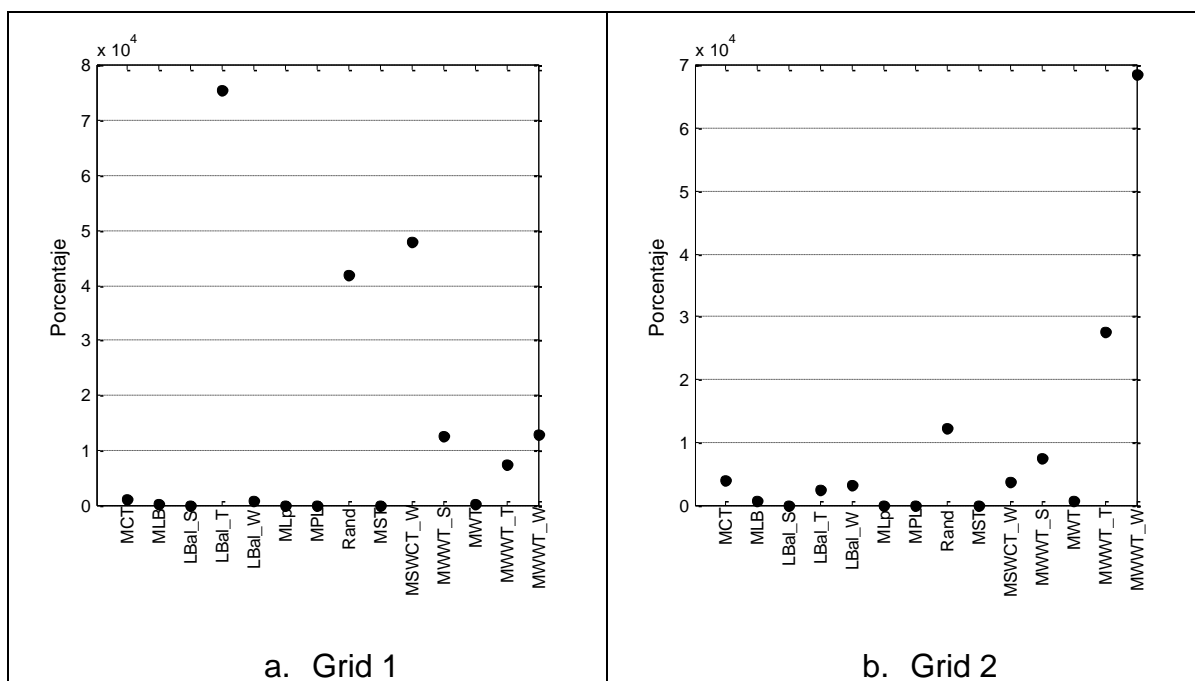 x 10^4
8
7
6
5
4
3
2
1
0
Porcentaje
MCT
MLB
LBal_S
LBal_T
LBal_W
MLp
MPL
Rand
MST
MSWCT_W
MWWT_S
MWT
MWWT_T
MWWT_W
a. Grid 1
x 10^4
7
6
5
4
3
2
1
0
Porcentaje
MCT
MLB
LBal_S
LBal_T
LBal_W
MLp
MPL
Rand
MST
MSWCT_W
MWWT_S
MWT
MWWT_T
MWWT_W
b. Grid 2